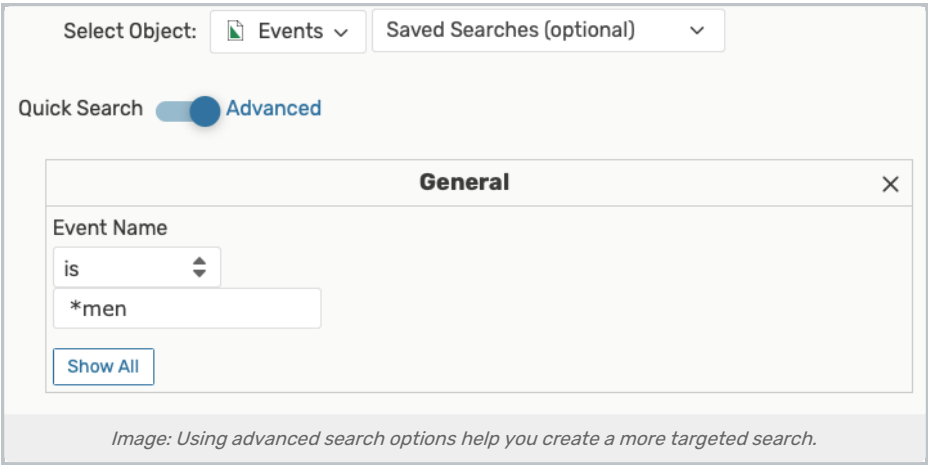 Select Object: Events Saved Searches (optional)
Quick Search Advanced
General
Event Name
is
*men
Show All
Image: Using advanced search options help you create a more targeted search.